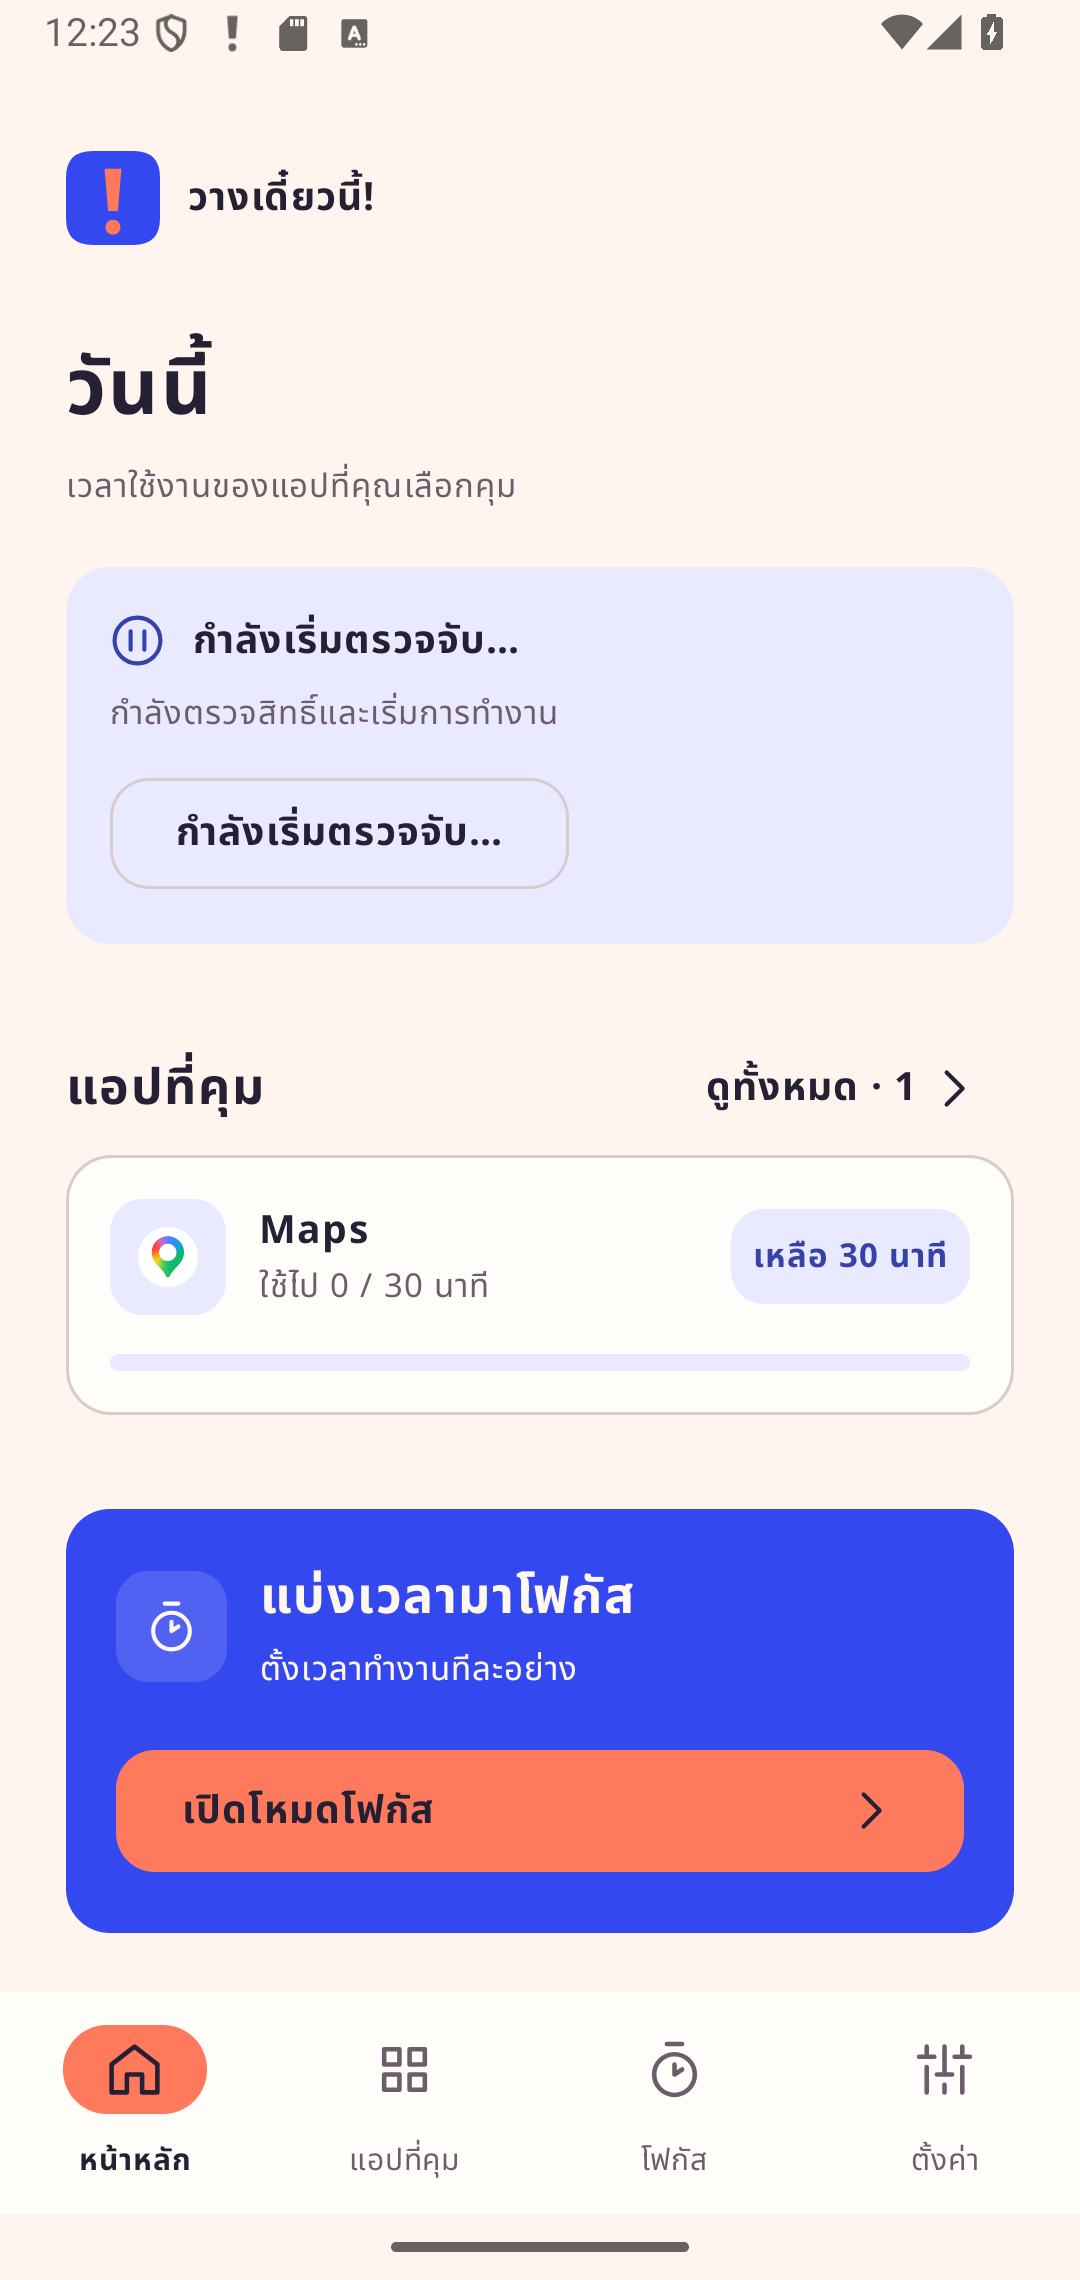 12:23
วางเดี๋ยวนี้!
วันนี้
เวลาใช้งานของแอปที่คุณเลือกคุม
กำลังเริ่มตรวจจับ...
กำลังตรวจสิทธิ์และเริ่มการทำงาน
กำลังเริ่มตรวจจับ...
แอปที่คุม
ดูทั้งหมด · 1
Maps
ใช้ไป 0 / 30 นาที
เหลือ 30 นาที
แบ่งเวลามาโฟกัส
ตั้งเวลาทำงานทีละอย่าง
เปิดโหมดโฟกัส
หน้าหลัก
แอปที่คุม
โฟกัส
ตั้งค่า